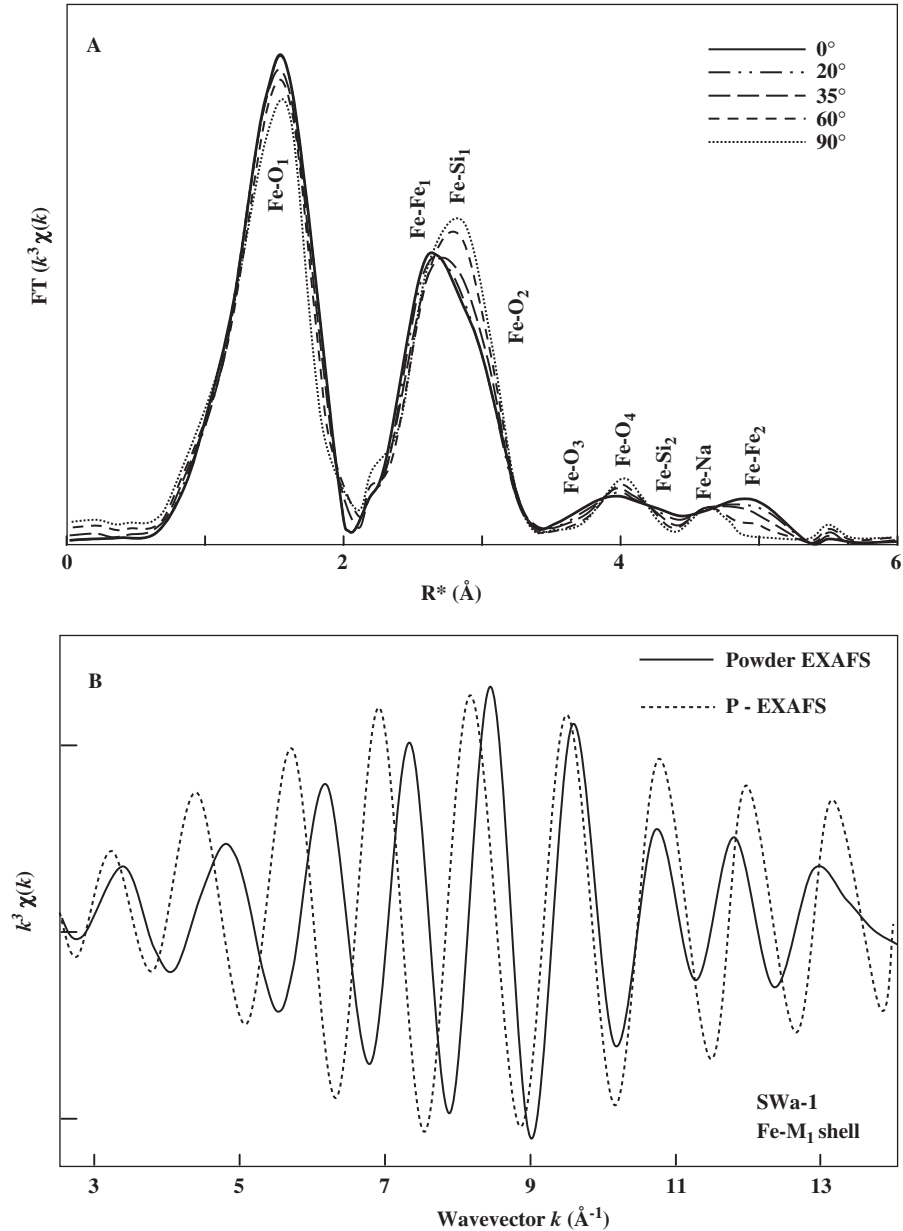 A
0°
20°
35°
60°
90°
FT (k³ χ(k)
Fe-O₁
Fe-Fe₁
Fe-Si₁
Fe-O₂
Fe-O₃
Fe-O₄
Fe-Si₂
Fe-Na
Fe-Fe₂
0 2 4 6
R* (Å)
B
Powder EXAFS
P - EXAFS
k³ χ(k)
SWa-1
Fe-M₁ shell
3 5 7 9 11 13
Wavevector k (Å⁻¹)